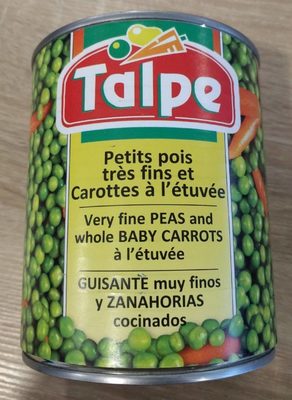 Talpe
Petits pois
très fins et
Carottes à l'étuvée
Very fine PEAS and
whole BABY CARROTS
à l'étuvée
GUISANTE muy finos
y ZANAHORIAS
cocinados